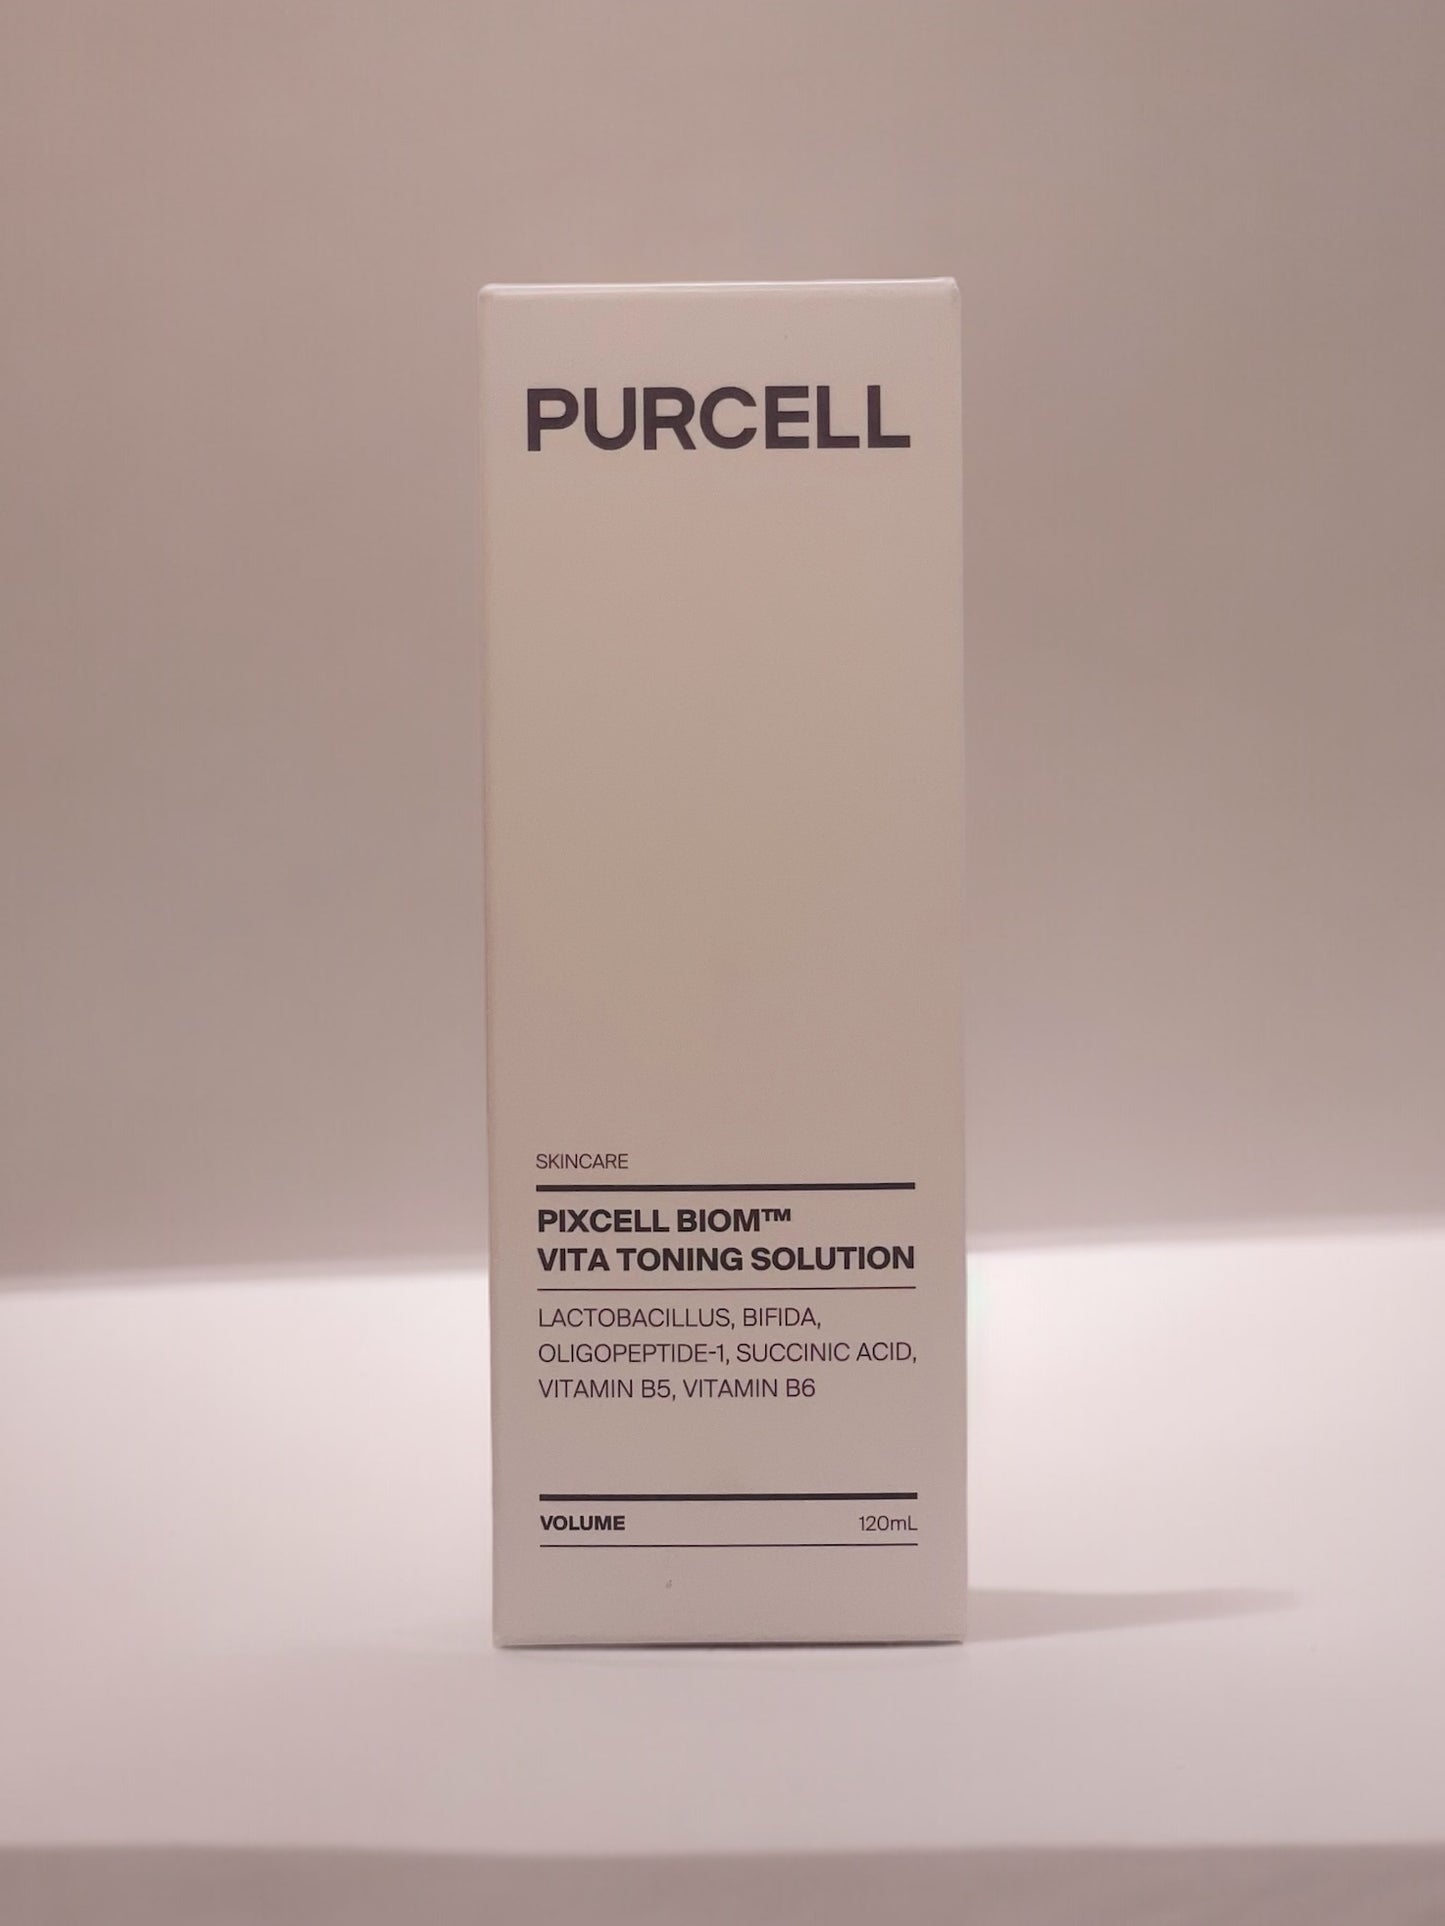 PURCELL
SKINCARE
PIXCELL BIOM™
VITA TONING SOLUTION
LACTOBACILLUS, BIFIDA,
OLIGOPEPTIDE-1, SUCCINIC ACID,
VITAMIN B5, VITAMIN B6
VOLUME 120mL